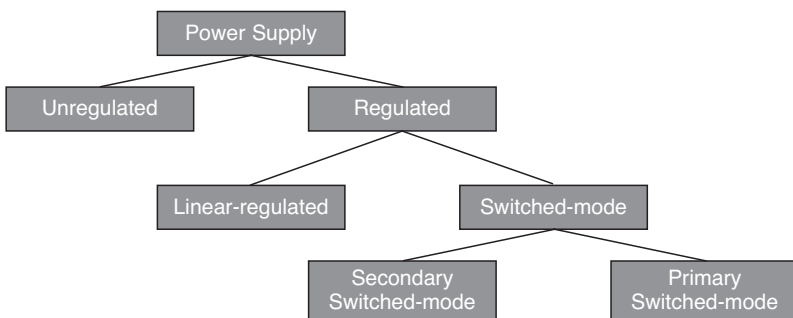 Power Supply
Unregulated
Regulated
Linear-regulated
Switched-mode
Secondary
Switched-mode
Primary
Switched-mode